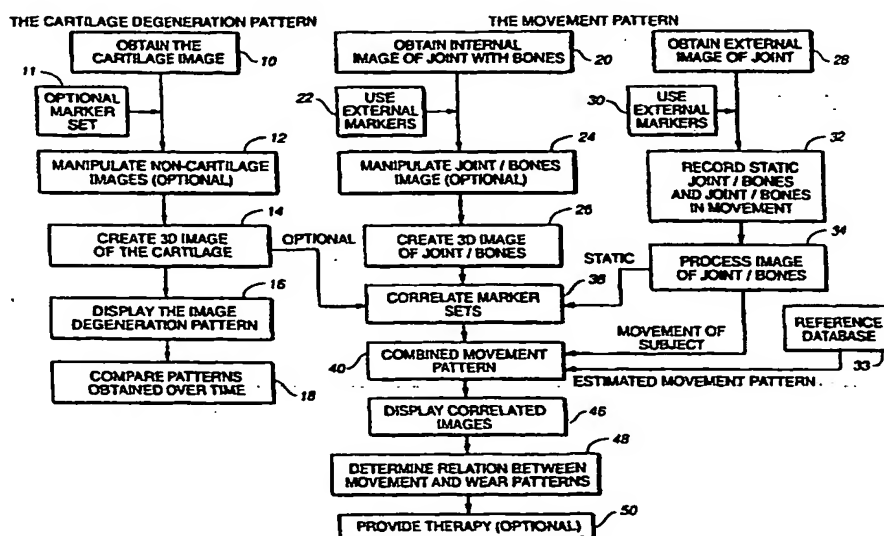 THE CARTILAGE DEGENERATION PATTERN
OBTAIN THE
CARTILAGE IMAGE
10
11
OPTIONAL
MARKER
SET
12
MANIPULATE NON-CARTILAGE
IMAGES (OPTIONAL)
14
CREATE 3D IMAGE
OF THE CARTILAGE
OPTIONAL
16
DISPLAY THE IMAGE
DEGENERATION PATTERN
COMPARE PATTERNS
OBTAINED OVER TIME
18
THE MOVEMENT PATTERN
OBTAIN INTERNAL
IMAGE OF JOINT WITH BONES
20
22
USE
EXTERNAL
MARKERS
24
MANIPULATE JOINT / BONES
IMAGE (OPTIONAL)
26
CREATE 3D IMAGE
OF JOINT / BONES
OBTAIN EXTERNAL
IMAGE OF JOINT
28
30
USE
EXTERNAL
MARKERS
32
RECORD STATIC
JOINT / BONES
AND JOINT / BONES
IN MOVEMENT
34
PROCESS IMAGE
OF JOINT / BONES
STATIC
CORRELATE MARKER
SETS
MOVEMENT OF
SUBJECT
REFERENCE
DATABASE
33
40
COMBINED MOVEMENT
PATTERN
ESTIMATED MOVEMENT PATTERN
DISPLAY CORRELATED
IMAGES
46
48
DETERMINE RELATION BETWEEN
MOVEMENT AND WEAR PATTERNS
PROVIDE THERAPY (OPTIONAL)
50